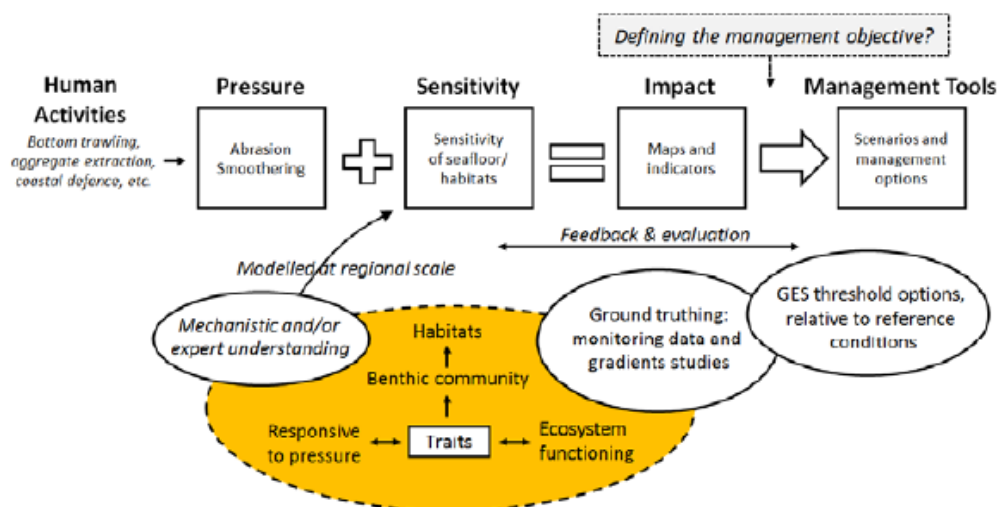 Defining the management objective?
Human
Activities
Bottom trawling,
aggregate extraction,
coastal defence, etc.
Pressure
Abrasion
Smoothering
Sensitivity
Sensitivity
of seafloor/
habitats
Impact
Maps and
indicators
Management Tools
Scenarios and
management
options
Feedback & evaluation
Modelled at regional scale
Mechanistic and/or
expert understanding
Habitats
Benthic community
Responsive
to pressure
Traits
Ecosystem
functioning
Ground truthing:
monitoring data and
gradients studies
GES threshold options,
relative to reference
conditions